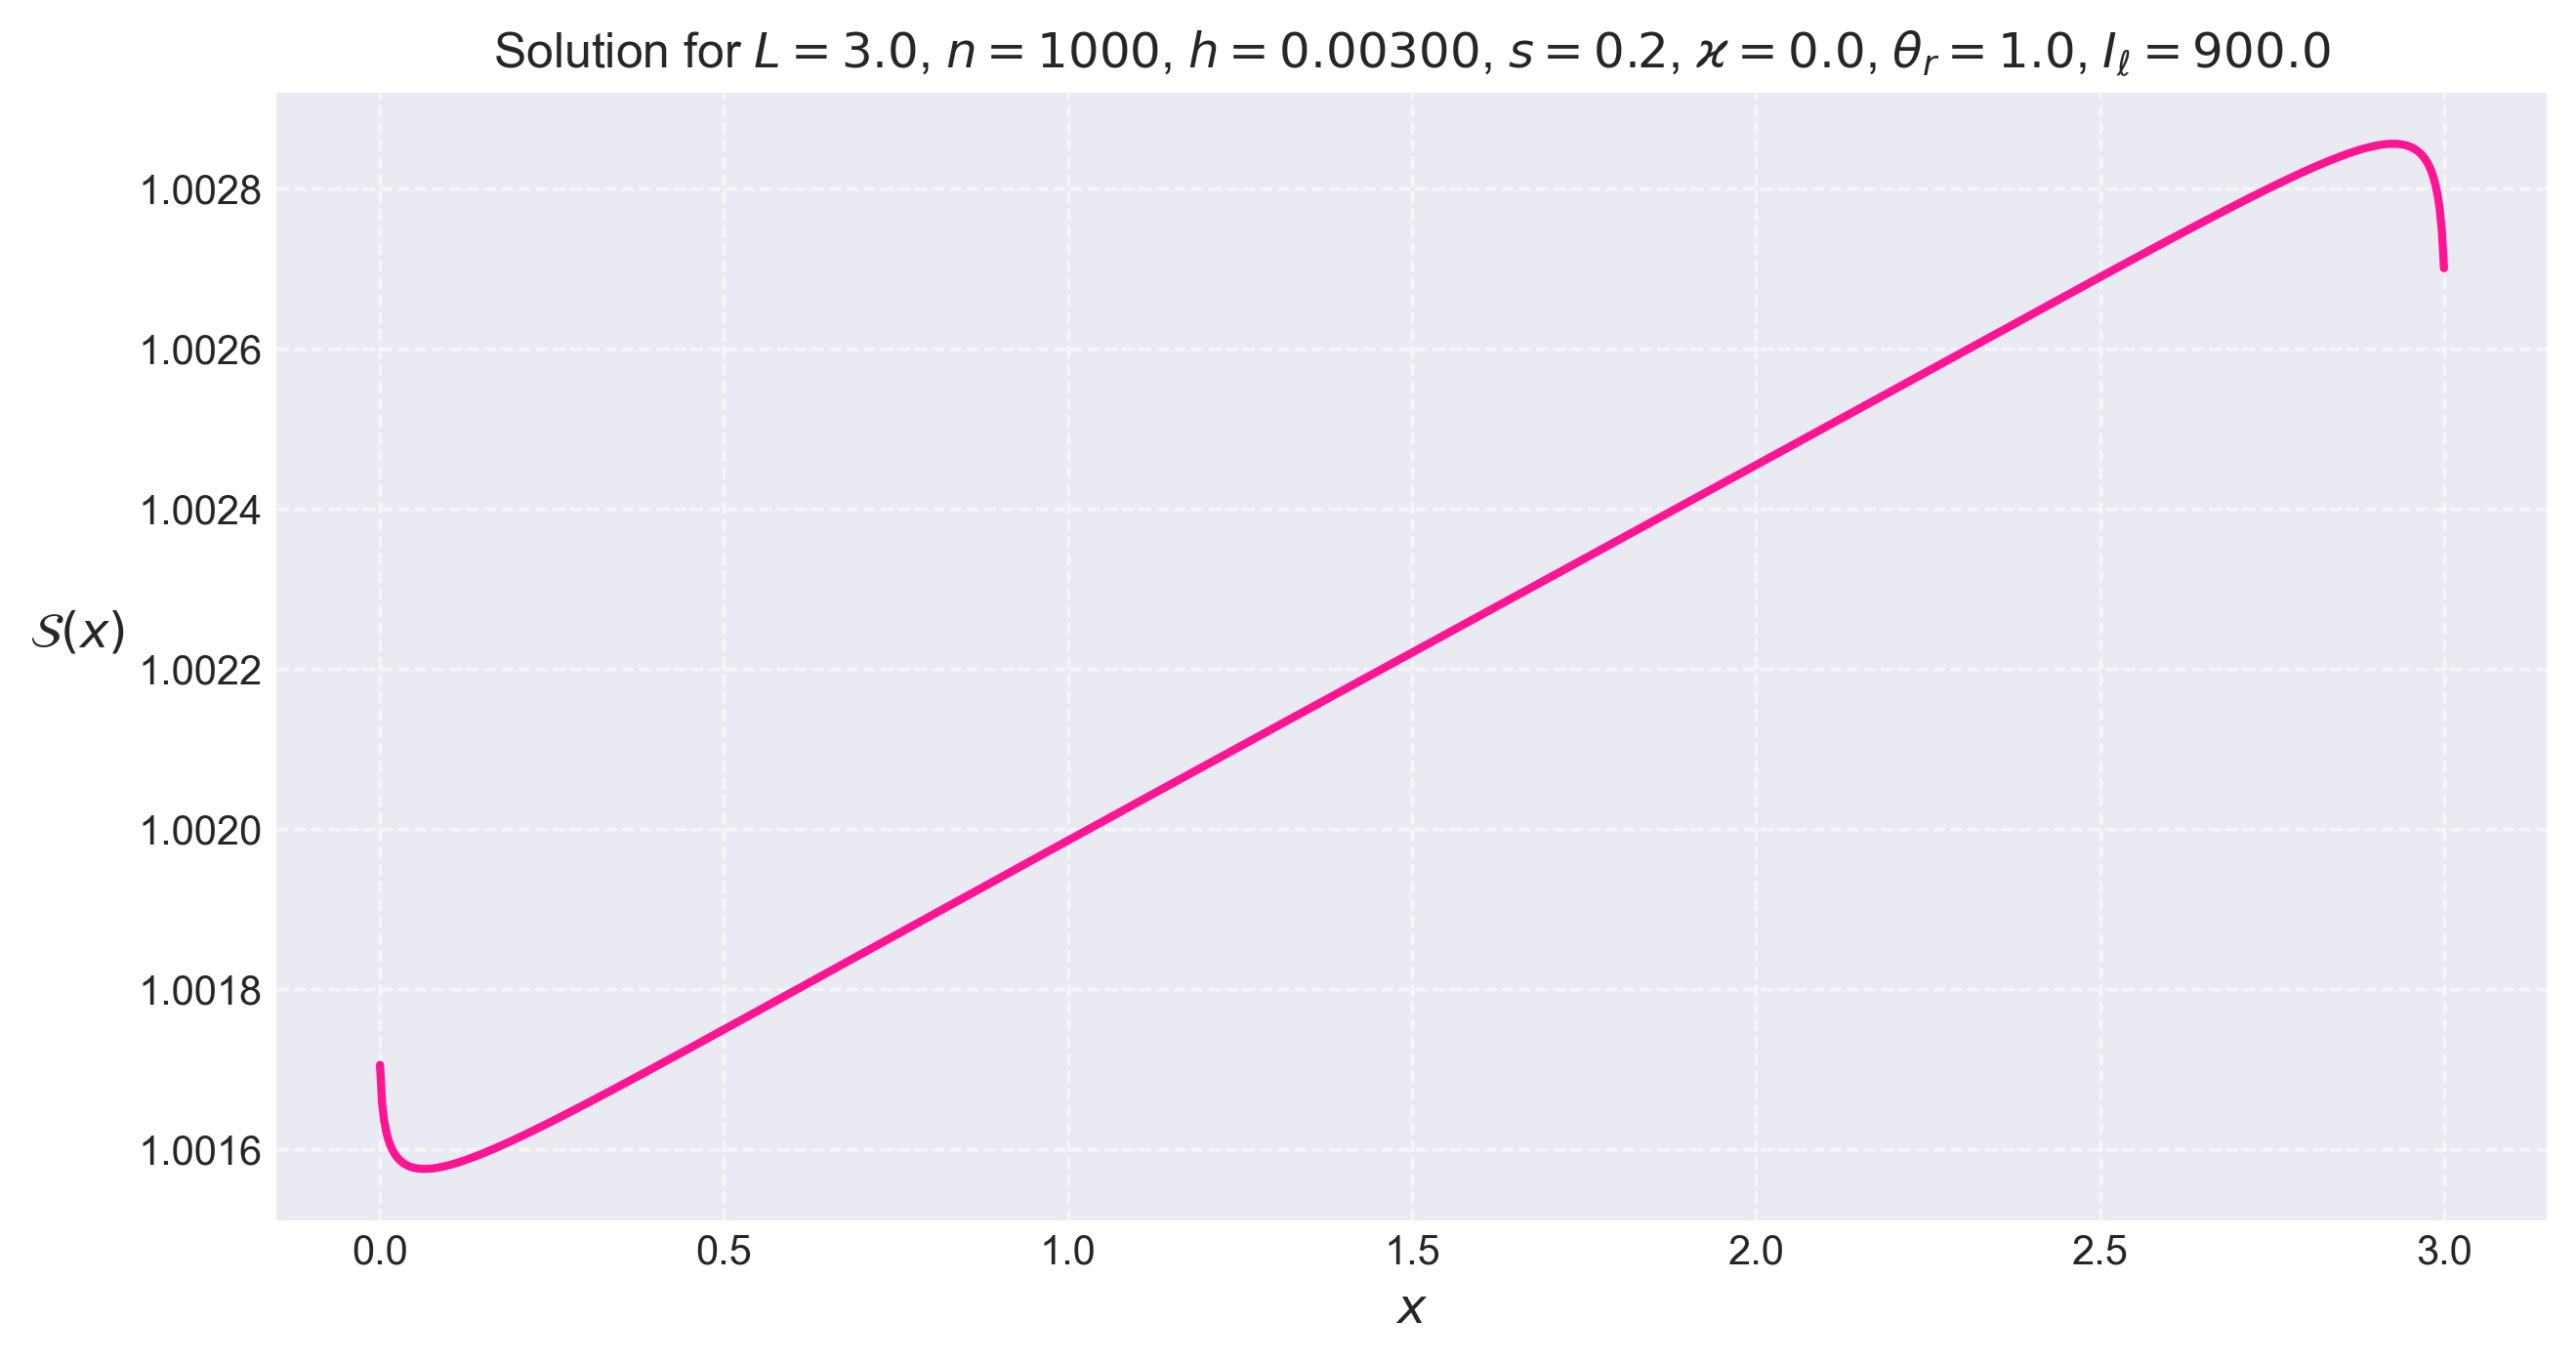 Solution for L = 3.0, n = 1000, h = 0.00300, s = 0.2, ϰ = 0.0, θ_r = 1.0, I_ℓ = 900.0
1.0028
1.0026
1.0024
1.0022
𝒮(x)
1.0020
1.0018
1.0016
0.0 0.5 1.0 1.5 2.0 2.5 3.0
x